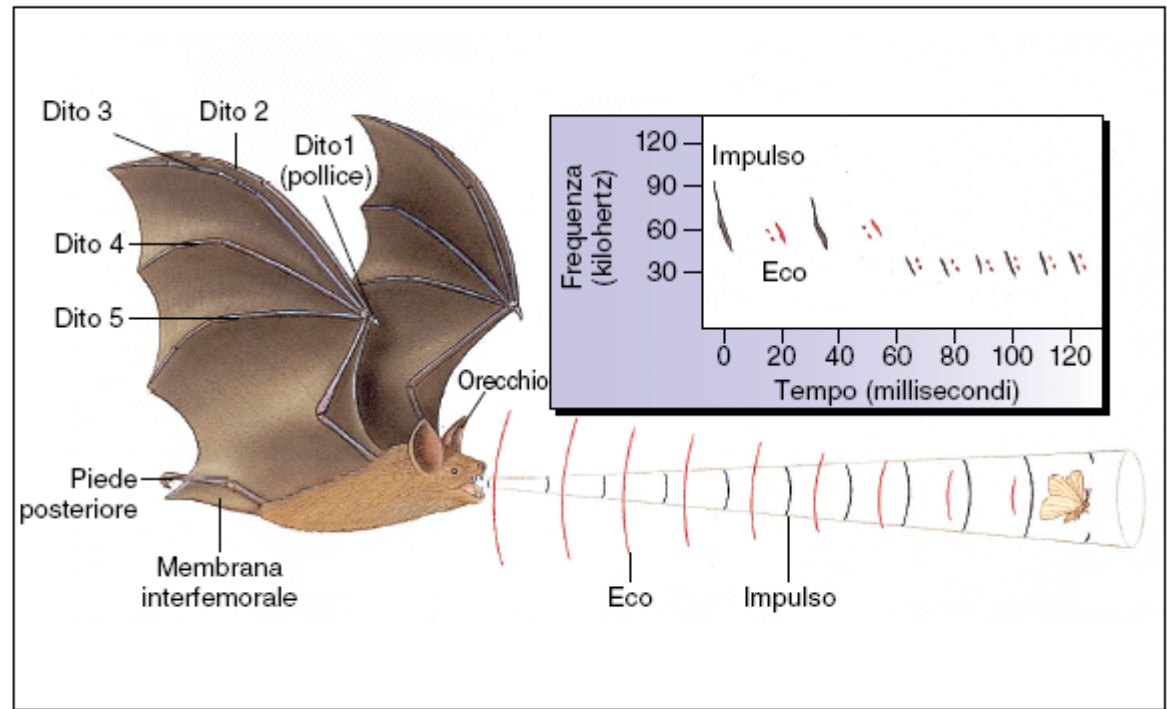 Dito 3
Dito 2
Dito1
(pollice)
Dito 4
Dito 5
Orecchio
Piede
posteriore
Membrana
interfemorale
Eco
Impulso
Frequenza
(kilohertz)
120
90
60
30
Impulso
Eco
0 20 40 60 80 100 120
Tempo (millisecondi)